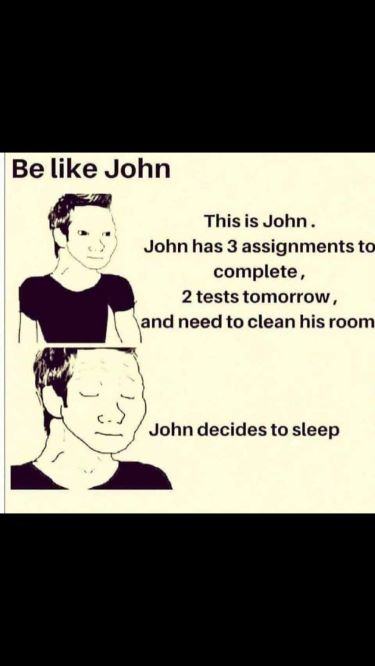 Be like John
This is John .
John has 3 assignments to
complete ,
2 tests tomorrow ,
and need to clean his room
John decides to sleep